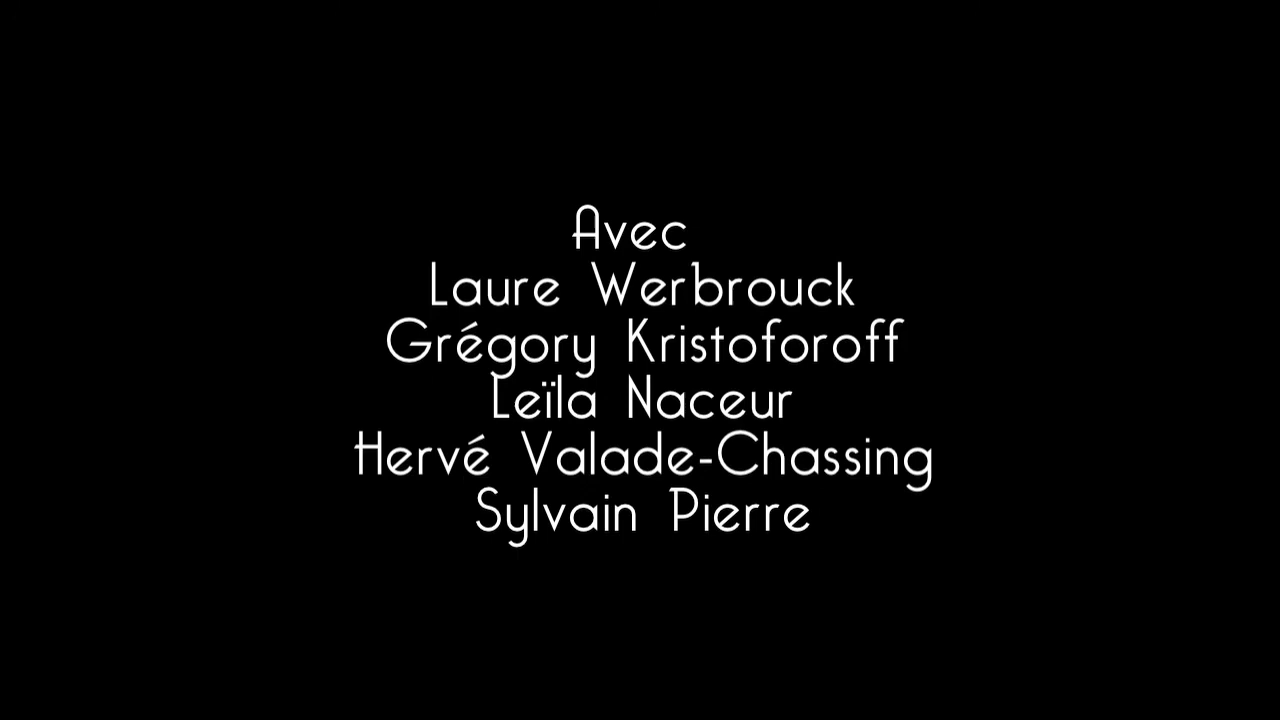 Avec
Laure Werbrouck
Grégory Kristoforoff
Leïla Naceur
Hervé Valade-Chassing
Sylvain Pierre